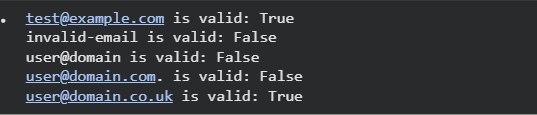 test@example.com is valid: True
invalid-email is valid: False
user@domain is valid: False
user@domain.com. is valid: False
user@domain.co.uk is valid: True